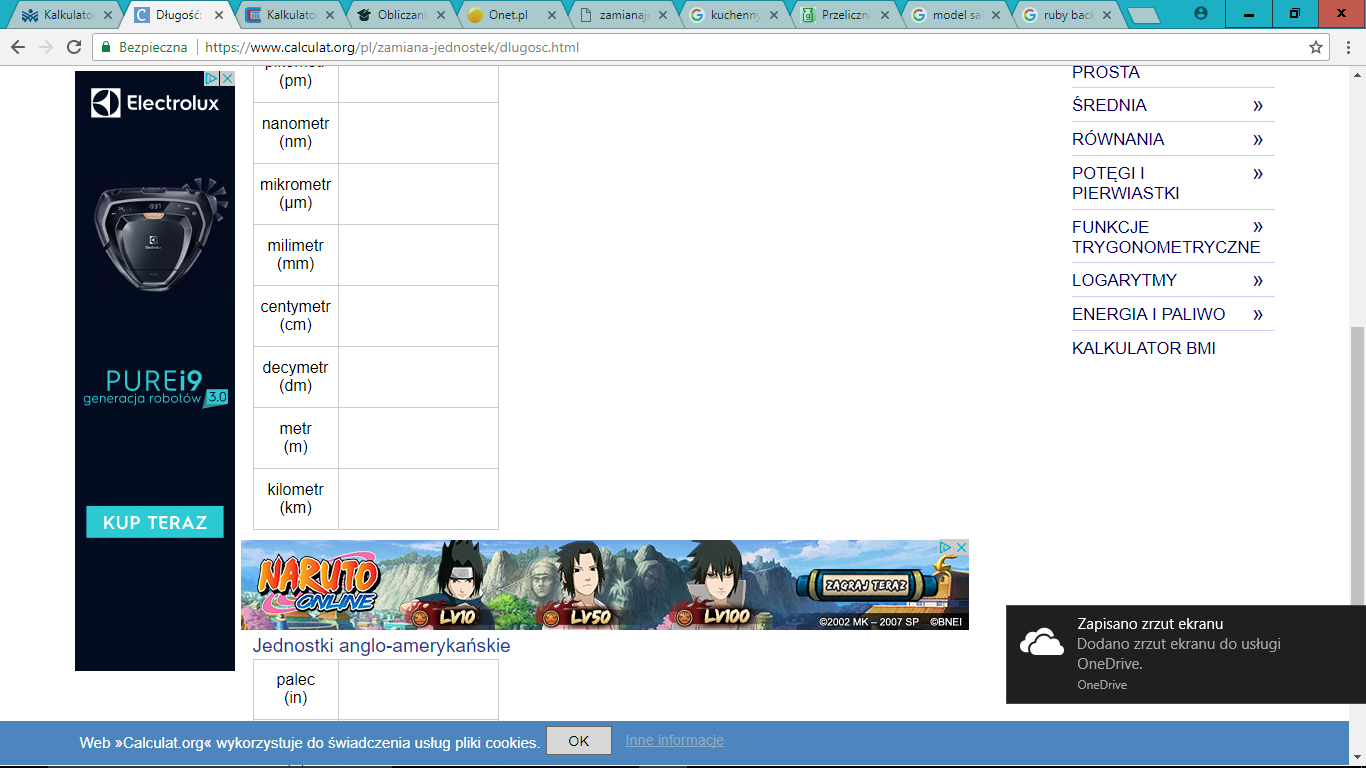 Kalkulato
Długość:
Kalkulato
Obliczani
Onet.pl
zamianaje
kuchenny
Przeliczni
model sa
ruby back
Bezpieczna
https://www.calculat.org/pl/zamiana-jednostek/dlugosc.html
Electrolux
PUREi9
generacja robotów 3.0
KUP TERAZ
pikometr
(pm)
nanometr
(nm)
mikrometr
(µm)
milimetr
(mm)
centymetr
(cm)
decymetr
(dm)
metr
(m)
kilometr
(km)
NARUTO
ONLINE
LV10
LV50
LV100
ZAGRAJ TERAZ
©2002 MK – 2007 SP ©BNEI
Jednostki anglo-amerykańskie
palec
(in)
PROSTA
ŚREDNIA »
RÓWNANIA »
POTĘGI I »
PIERWIASTKI
FUNKCJE »
TRYGONOMETRYCZNE
LOGARYTMY »
ENERGIA I PALIWO »
KALKULATOR BMI
Zapisano zrzut ekranu
Dodano zrzut ekranu do usługi
OneDrive.
OneDrive
Web »Calculat.org« wykorzystuje do świadczenia usług pliki cookies. OK Inne informacje